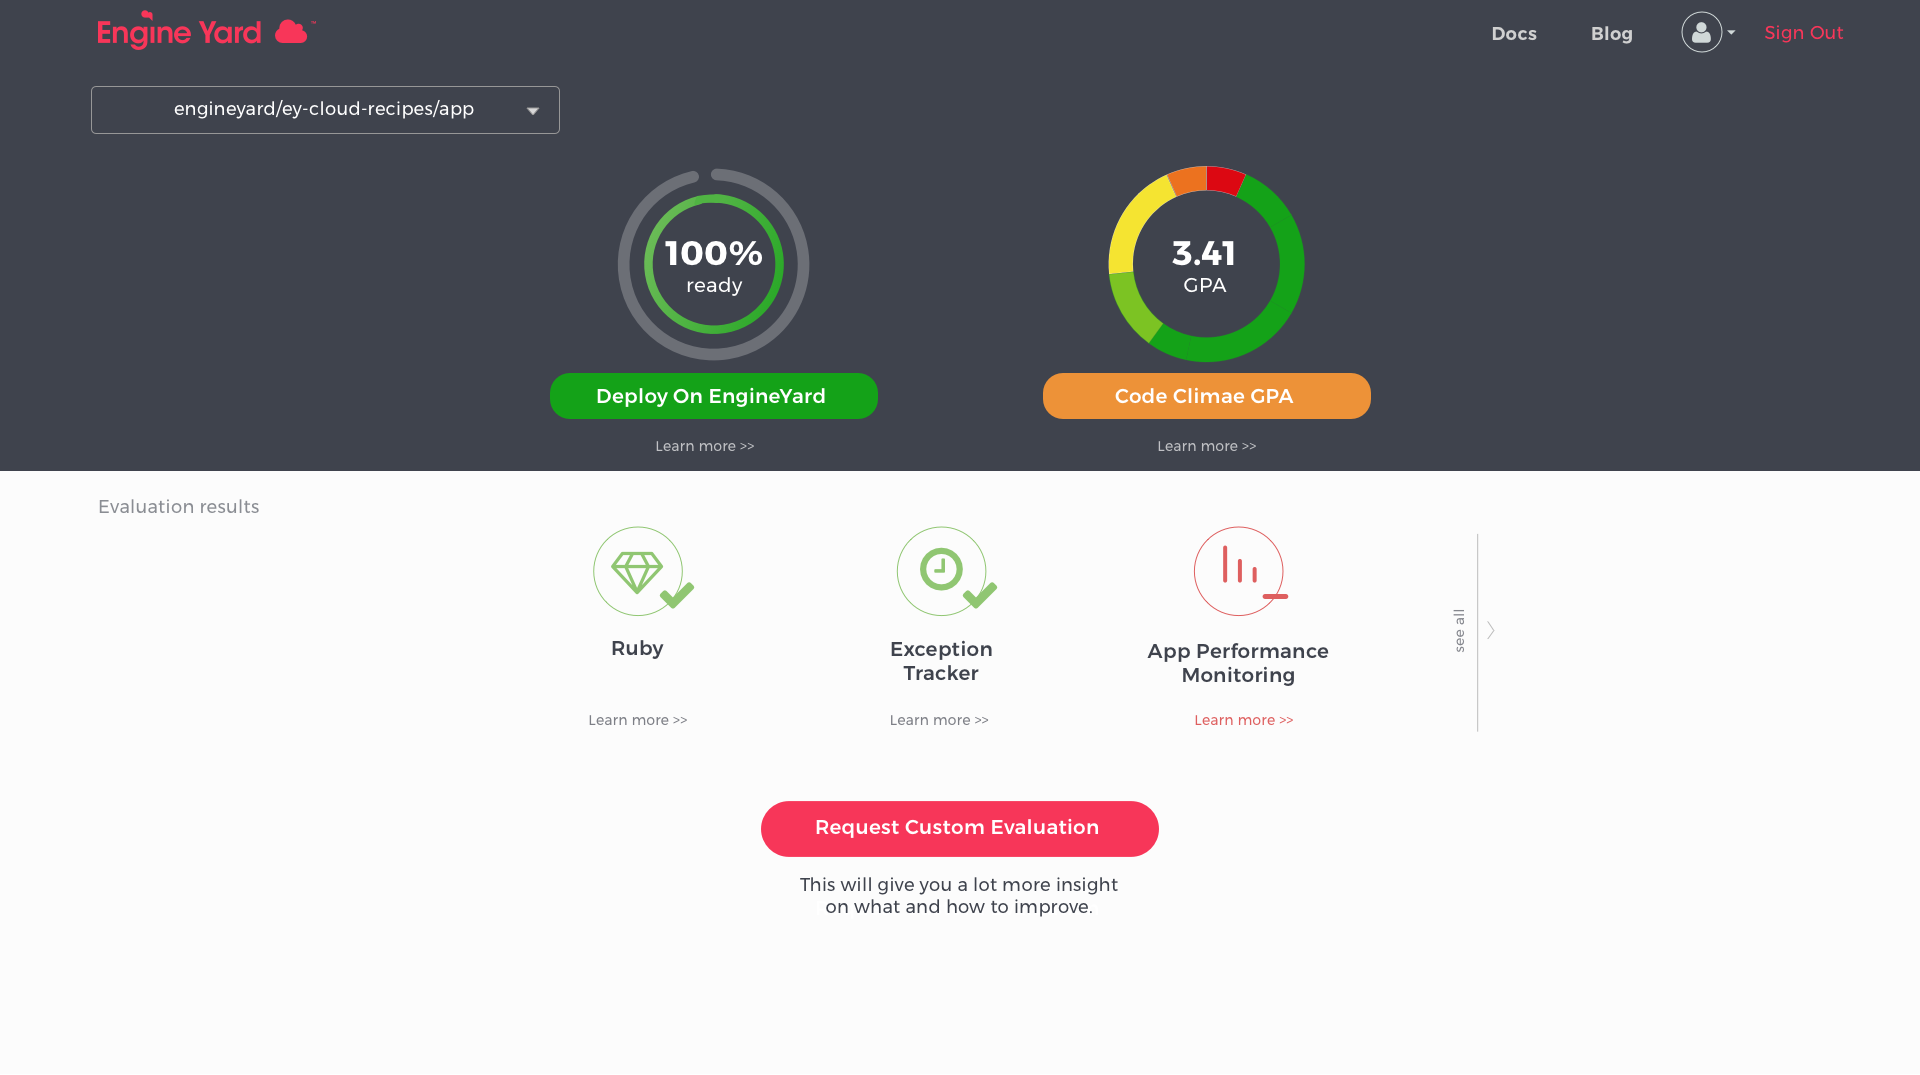 Engine Yard ™
Docs
Blog
Sign Out
engineyard/ey-cloud-recipes/app
100%
ready
3.41
GPA
Deploy On EngineYard
Code Climae GPA
Learn more >>
Learn more >>
Evaluation results
Ruby
Exception
Tracker
App Performance
Monitoring
see all
Learn more >>
Learn more >>
Learn more >>
Request Custom Evaluation
This will give you a lot more insight
on what and how to improve.